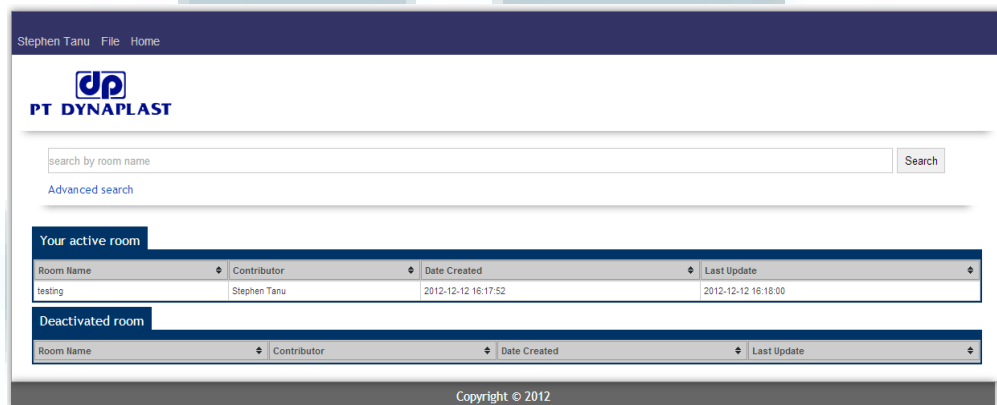 Stephen Tanu File Home
dp
PT DYNAPLAST
search by room name Search
Advanced search
Your active room
Room Name Contributor Date Created Last Update
testing Stephen Tanu 2012-12-12 16:17:52 2012-12-12 16:18:00
Deactivated room
Room Name Contributor Date Created Last Update
Copyright © 2012